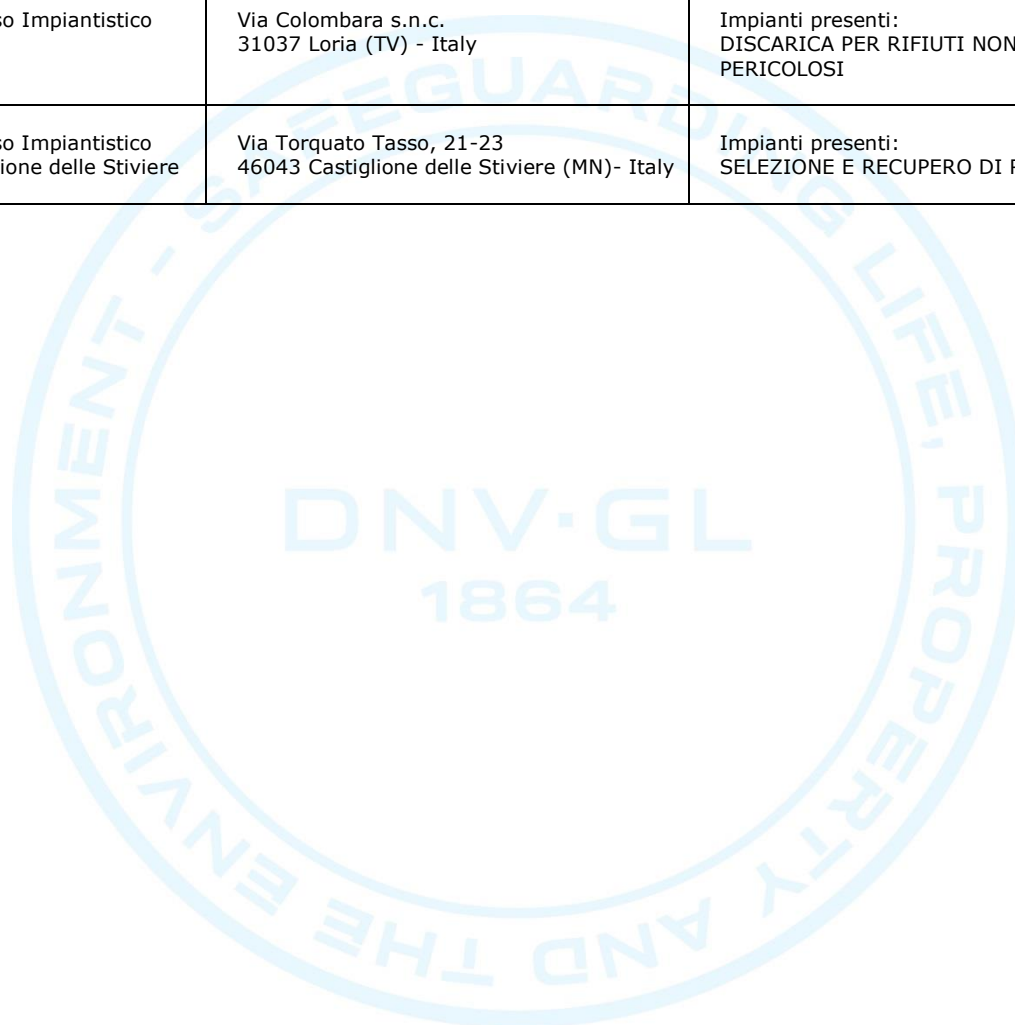 so Impiantistico
Via Colombara s.n.c.
31037 Loria (TV) - Italy
Impianti presenti:
DISCARICA PER RIFIUTI NON
PERICOLOSI
so Impiantistico
ione delle Stiviere
Via Torquato Tasso, 21-23
46043 Castiglione delle Stiviere (MN)- Italy
Impianti presenti:
SELEZIONE E RECUPERO DI
SAFEGUARDING LIFE, PROPERTY AND THE ENVIRONMENT -
DNV·GL
1864